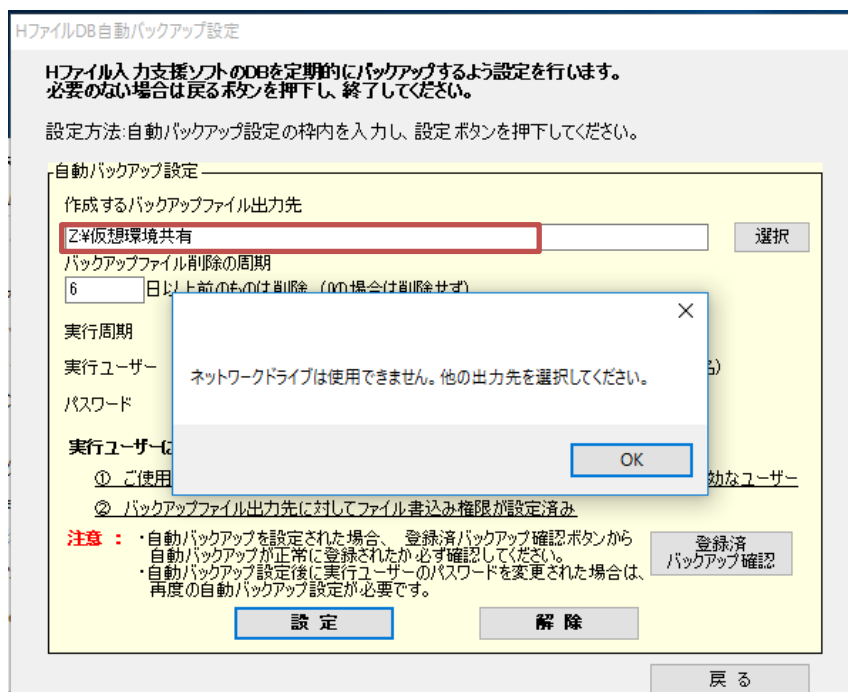 HファイルDB自動バックアップ設定
Hファイル入力支援ソフトのDBを定期的にバックアップするよう設定を行います。
必要のない場合は戻るボタンを押下し、終了してください。
設定方法:自動バックアップ設定の枠内を入力し、設定ボタンを押下してください。
自動バックアップ設定
作成するバックアップファイル出力先
Z:¥仮想環境共有
選択
バックアップファイル削除の周期
6 日以上前のものは削除 (0の場合は削除せず)
実行周期
実行ユーザー
パスワード
ネットワークドライブは使用できません。他の出力先を選択してください。
OK
実行ユーザーは
① ご使用
効なユーザー
② バックアップファイル出力先に対してファイル書込み権限が設定済み
注意 : ・自動バックアップを設定された場合、 登録済バックアップ確認ボタンから
自動バックアップが正常に登録されたか必ず確認してください。
・自動バックアップ設定後に実行ユーザーのパスワードを変更された場合は、
再度の自動バックアップ設定が必要です。
登録済
バックアップ確認
設 定
解 除
戻 る